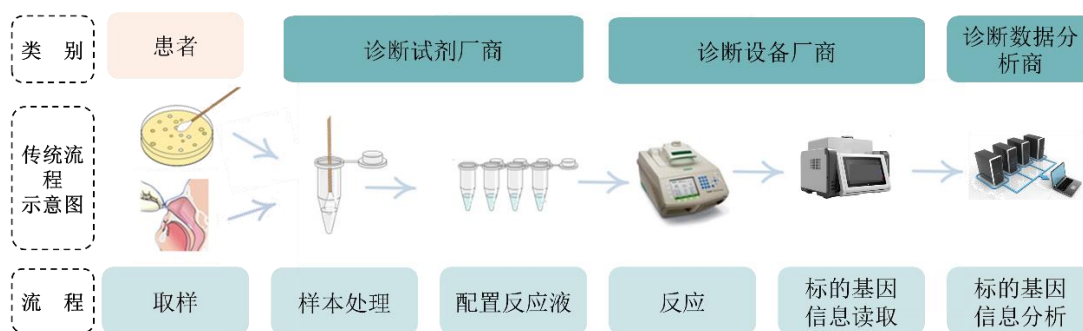 类 别
患者
诊断试剂厂商
诊断设备厂商
诊断数据分
析商
传统流
程
示意图
流 程
取样
样本处理
配置反应液
反应
标的基因
信息读取
标的基因
信息分析